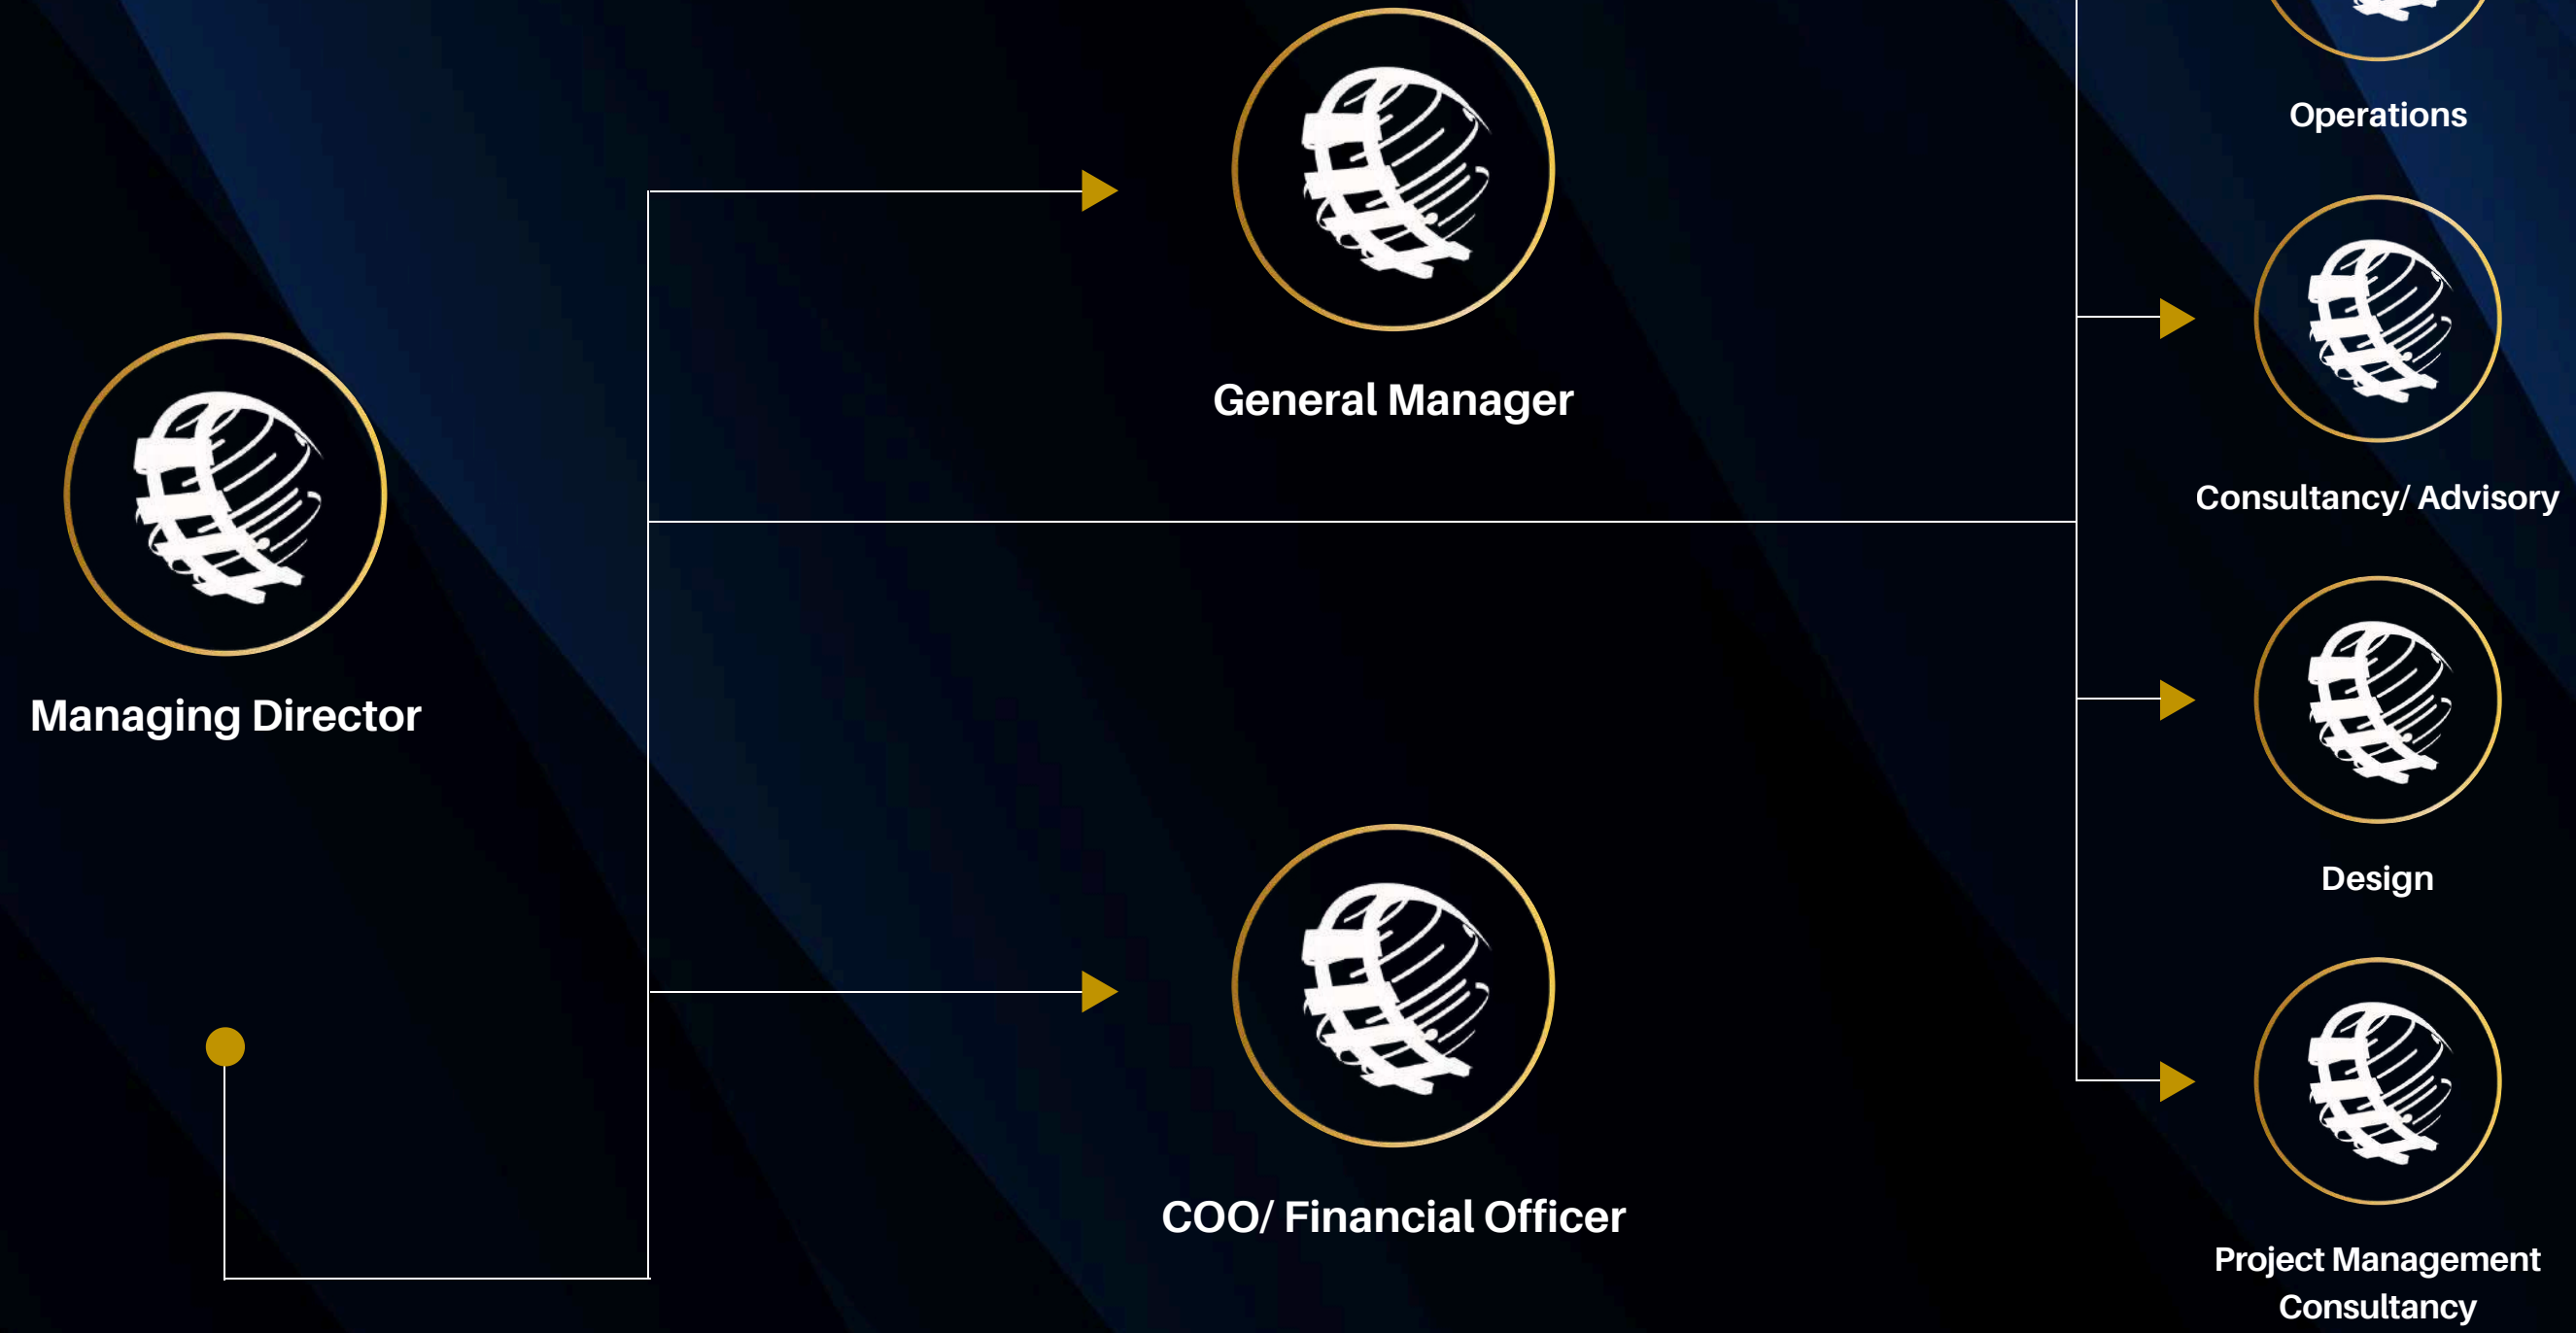 Managing Director
General Manager
COO/ Financial Officer
Operations
Consultancy/ Advisory
Design
Project Management
Consultancy